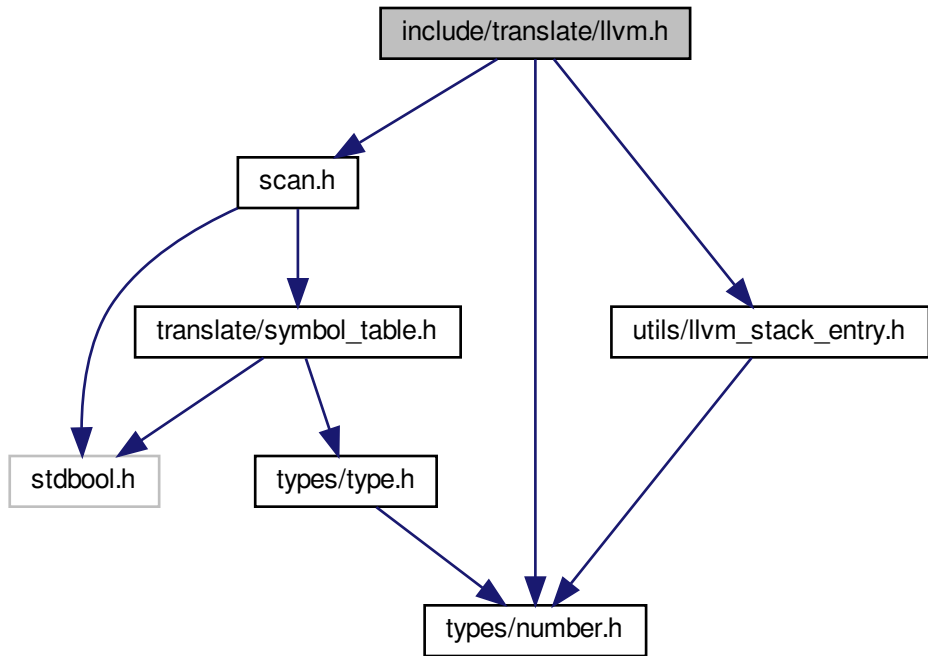 include/translate/llvm.h
scan.h
translate/symbol_table.h
utils/llvm_stack_entry.h
stdbool.h
types/type.h
types/number.h